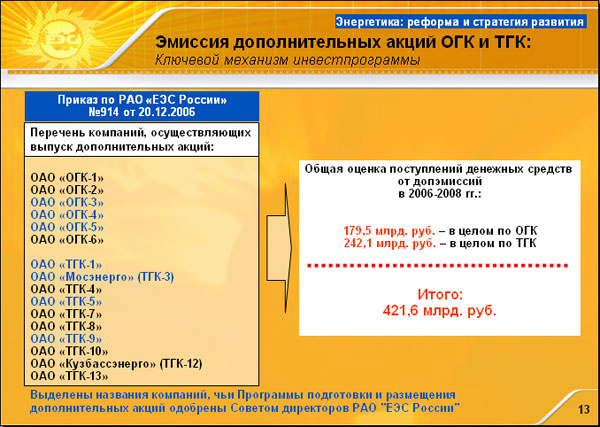 Энергетика: реформа и стратегия развития
ЕЭС
Эмиссия дополнительных акций ОГК и ТГК:
Ключевой механизм инвестпрограммы
Приказ по РАО «ЕЭС России»
№914 от 20.12.2006
Перечень компаний, осуществляющих
выпуск дополнительных акций:
ОАО «ОГК-1»
ОАО «ОГК-2»
ОАО «ОГК-3»
ОАО «ОГК-4»
ОАО «ОГК-5»
ОАО «ОГК-6»
ОАО «ТГК-1»
ОАО «Мосэнерго» (ТГК-3)
ОАО «ТГК-4»
ОАО «ТГК-5»
ОАО «ТГК-7»
ОАО «ТГК-8»
ОАО «ТГК-9»
ОАО «ТГК-10»
ОАО «Кузбассэнерго» (ТГК-12)
ОАО «ТГК-13»
Общая оценка поступлений денежных средств
от допэмиссий
в 2006-2008 гг.:
179,5 млрд. руб. – в целом по ОГК
242,1 млрд. руб. – в целом по ТГК
Итого:
421,6 млрд. руб.
Выделены названия компаний, чьи Программы подготовки и размещения
дополнительных акций одобрены Советом директоров РАО "ЕЭС России"
13